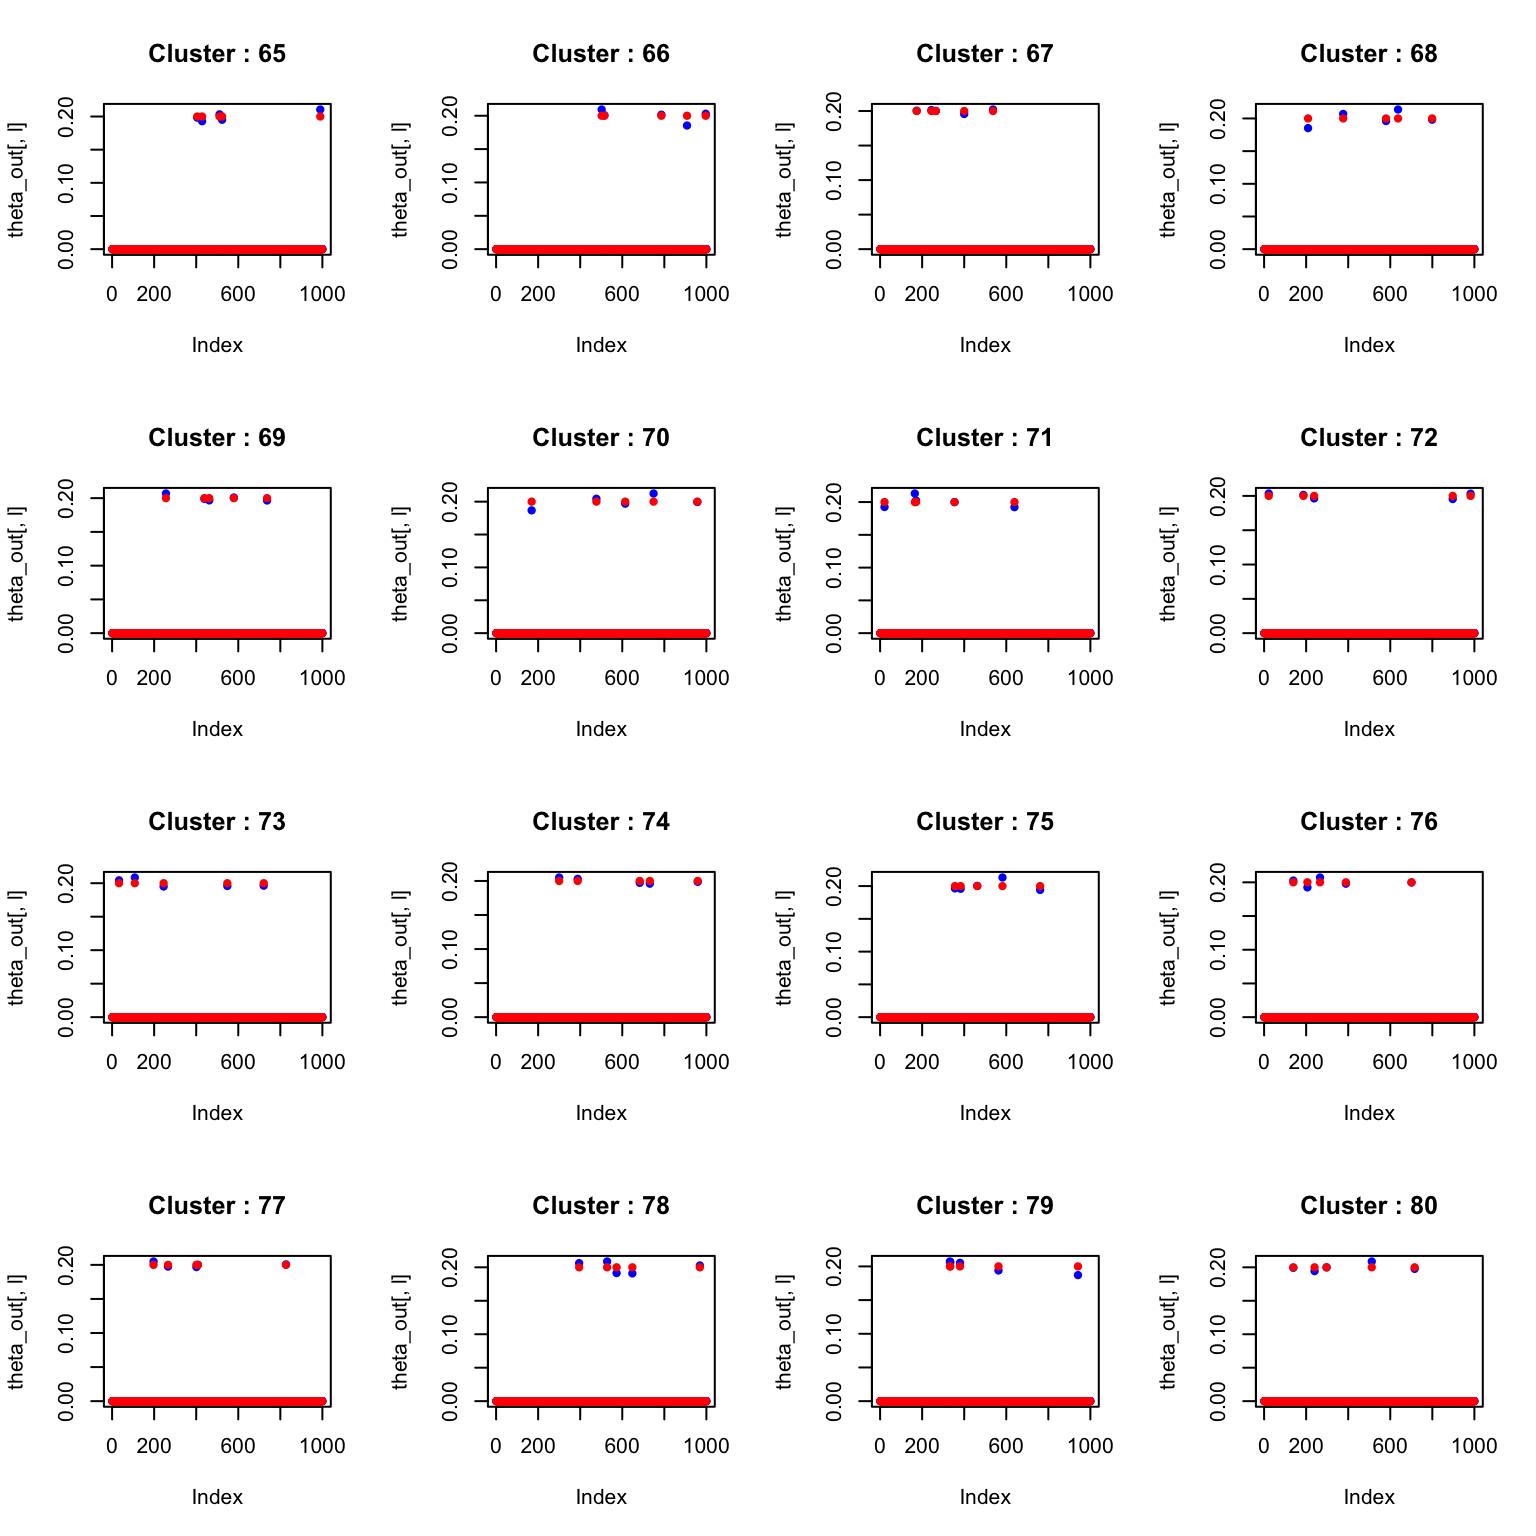 Cluster : 65
theta_out[, l]
0.00 0.10 0.20
0 200 600 1000
Index
Cluster : 66
theta_out[, l]
0.00 0.10 0.20
0 200 600 1000
Index
Cluster : 67
theta_out[, l]
0.00 0.10 0.20
0 200 600 1000
Index
Cluster : 68
theta_out[, l]
0.00 0.10 0.20
0 200 600 1000
Index
Cluster : 69
theta_out[, l]
0.00 0.10 0.20
0 200 600 1000
Index
Cluster : 70
theta_out[, l]
0.00 0.10 0.20
0 200 600 1000
Index
Cluster : 71
theta_out[, l]
0.00 0.10 0.20
0 200 600 1000
Index
Cluster : 72
theta_out[, l]
0.00 0.10 0.20
0 200 600 1000
Index
Cluster : 73
theta_out[, l]
0.00 0.10 0.20
0 200 600 1000
Index
Cluster : 74
theta_out[, l]
0.00 0.10 0.20
0 200 600 1000
Index
Cluster : 75
theta_out[, l]
0.00 0.10 0.20
0 200 600 1000
Index
Cluster : 76
theta_out[, l]
0.00 0.10 0.20
0 200 600 1000
Index
Cluster : 77
theta_out[, l]
0.00 0.10 0.20
0 200 600 1000
Index
Cluster : 78
theta_out[, l]
0.00 0.10 0.20
0 200 600 1000
Index
Cluster : 79
theta_out[, l]
0.00 0.10 0.20
0 200 600 1000
Index
Cluster : 80
theta_out[, l]
0.00 0.10 0.20
0 200 600 1000
Index